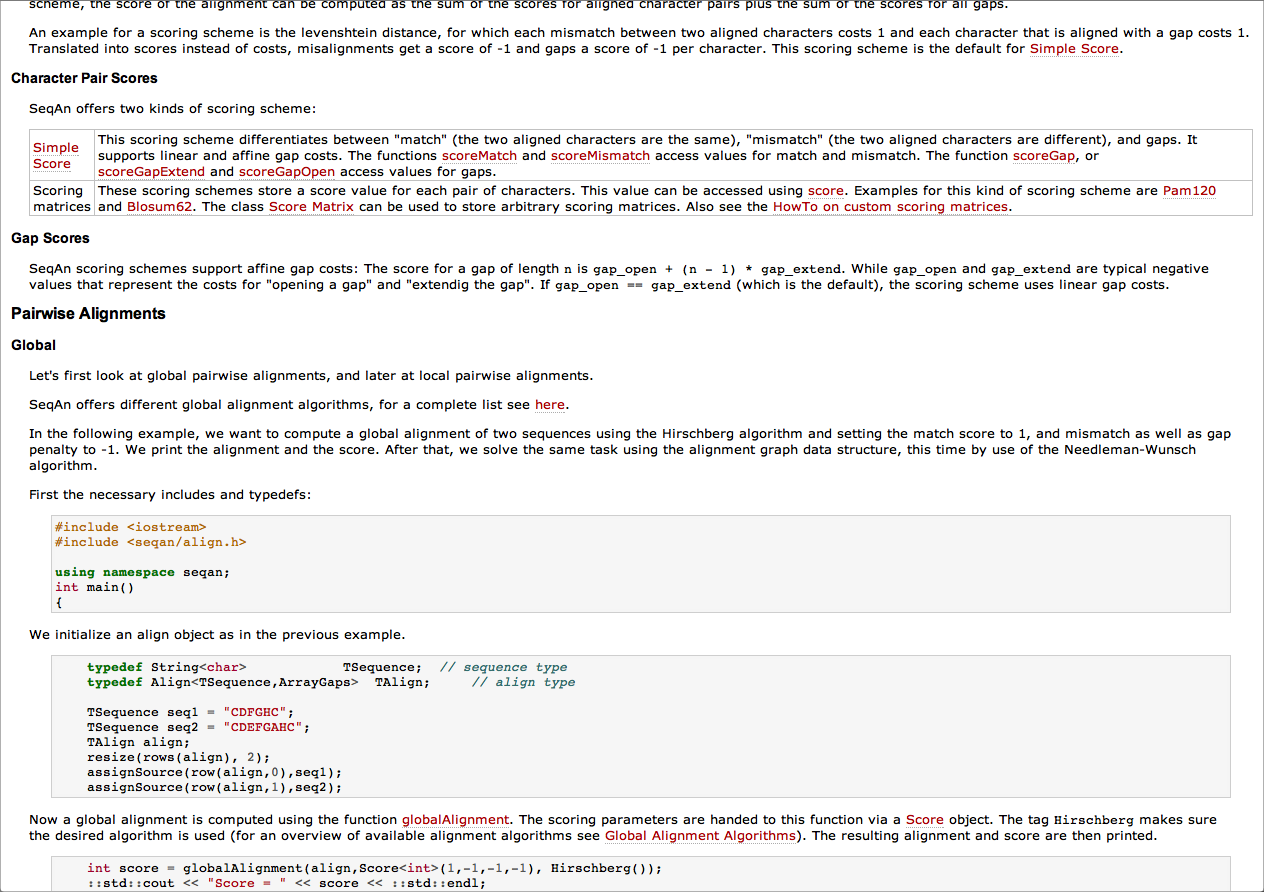 scheme, the score of the alignment can be computed as the sum of the scores for aligned character pairs plus the sum of the scores for all gaps.
An example for a scoring scheme is the levenshtein distance, for which each mismatch between two aligned characters costs 1 and each character that is aligned with a gap costs 1.
Translated into scores instead of costs, misalignments get a score of -1 and gaps a score of -1 per character. This scoring scheme is the default for Simple Score.
Character Pair Scores
SeqAn offers two kinds of scoring scheme:
Simple
Score
This scoring scheme differentiates between "match" (the two aligned characters are the same), "mismatch" (the two aligned characters are different), and gaps. It
supports linear and affine gap costs. The functions scoreMatch and scoreMismatch access values for match and mismatch. The function scoreGap, or
scoreGapExtend and scoreGapOpen access values for gaps.
Scoring
matrices
These scoring schemes store a score value for each pair of characters. This value can be accessed using score. Examples for this kind of scoring scheme are Pam120
and Blosum62. The class Score Matrix can be used to store arbitrary scoring matrices. Also see the HowTo on custom scoring matrices.
Gap Scores
SeqAn scoring schemes support affine gap costs: The score for a gap of length n is gap_open + (n - 1) * gap_extend. While gap_open and gap_extend are typical negative
values that represent the costs for "opening a gap" and "extendig the gap". If gap_open == gap_extend (which is the default), the scoring scheme uses linear gap costs.
Pairwise Alignments
Global
Let's first look at global pairwise alignments, and later at local pairwise alignments.
SeqAn offers different global alignment algorithms, for a complete list see here.
In the following example, we want to compute a global alignment of two sequences using the Hirschberg algorithm and setting the match score to 1, and mismatch as well as gap
penalty to -1. We print the alignment and the score. After that, we solve the same task using the alignment graph data structure, this time by use of the Needleman-Wunsch
algorithm.
First the necessary includes and typedefs:
#include <iostream>
#include <seqan/align.h>
using namespace seqan;
int main()
{
We initialize an align object as in the previous example.
typedef String<char> TSequence; // sequence type
typedef Align<TSequence,ArrayGaps> TAlign; // align type
TSequence seq1 = "CDFGHC";
TSequence seq2 = "CDEFGAHC";
TAlign align;
resize(rows(align), 2);
assignSource(row(align,0),seq1);
assignSource(row(align,1),seq2);
Now a global alignment is computed using the function globalAlignment. The scoring parameters are handed to this function via a Score object. The tag Hirschberg makes sure
the desired algorithm is used (for an overview of available alignment algorithms see Global Alignment Algorithms). The resulting alignment and score are then printed.
int score = globalAlignment(align,Score<int>(1,-1,-1,-1), Hirschberg());
::std::cout << "Score = " << score << ::std::endl;